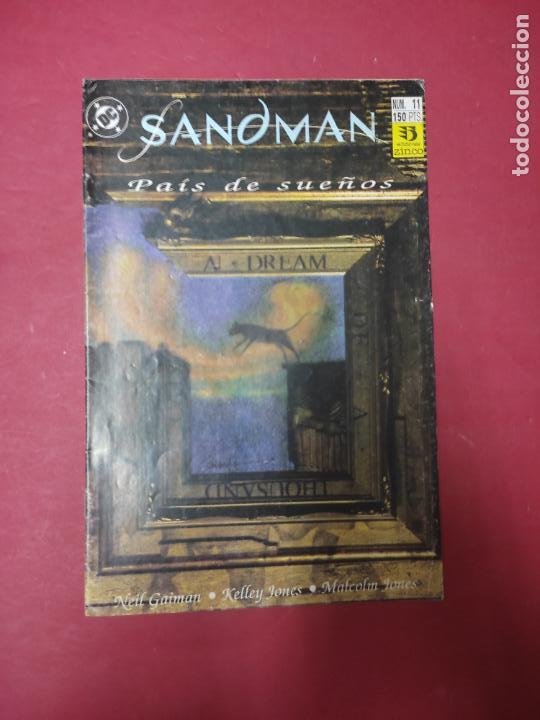 DC
SANDMAN
NUM. 11
150 PTS.
ediciones
zinco
País de sueños
A • DREAM
A
THOUSAND
Neil Gaiman • Kelley Jones • Malcolm Jones
todocoleccion